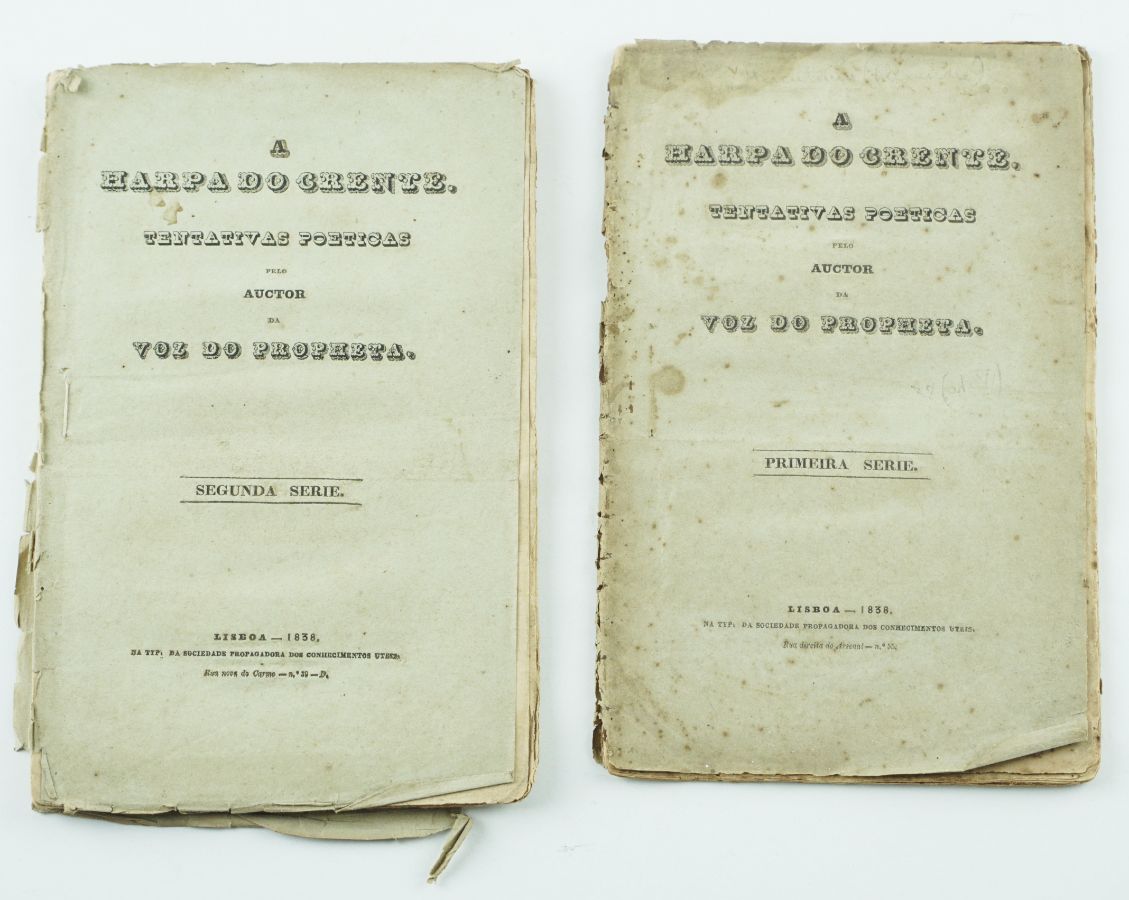 A
HARPA DO CRENTE.
TENTATIVAS POETICAS
PELO
AUCTOR
DA
VOZ DO PROPHETA.
SEGUNDA SERIE.
LISBOA — 1838.
NA TYP: DA SOCIEDADE PROPAGADORA DOS CONHECIMENTOS UTEIS.
Rua nova do Carmo — n.º 39 — D.
A
HARPA DO CRENTE.
TENTATIVAS POETICAS
PELO
AUCTOR
DA
VOZ DO PROPHETA.
PRIMEIRA SERIE.
LISBOA — 1838.
NA TYP: DA SOCIEDADE PROPAGADORA DOS CONHECIMENTOS UTEIS.
Rua direita do Arsenal — n.º 55.